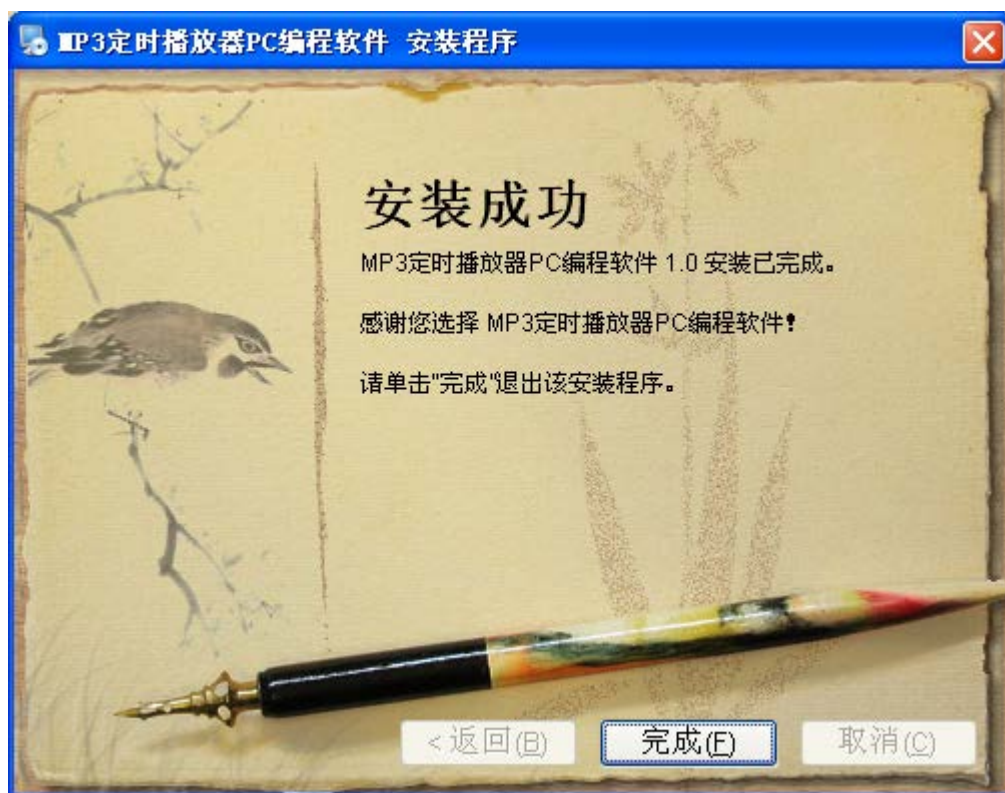 MP3定时播放器PC编程软件 安装程序
安装成功
MP3定时播放器PC编程软件 1.0 安装已完成。
感谢您选择 MP3定时播放器PC编程软件!
请单击"完成"退出该安装程序。
<返回(B) 完成(F) 取消(C)